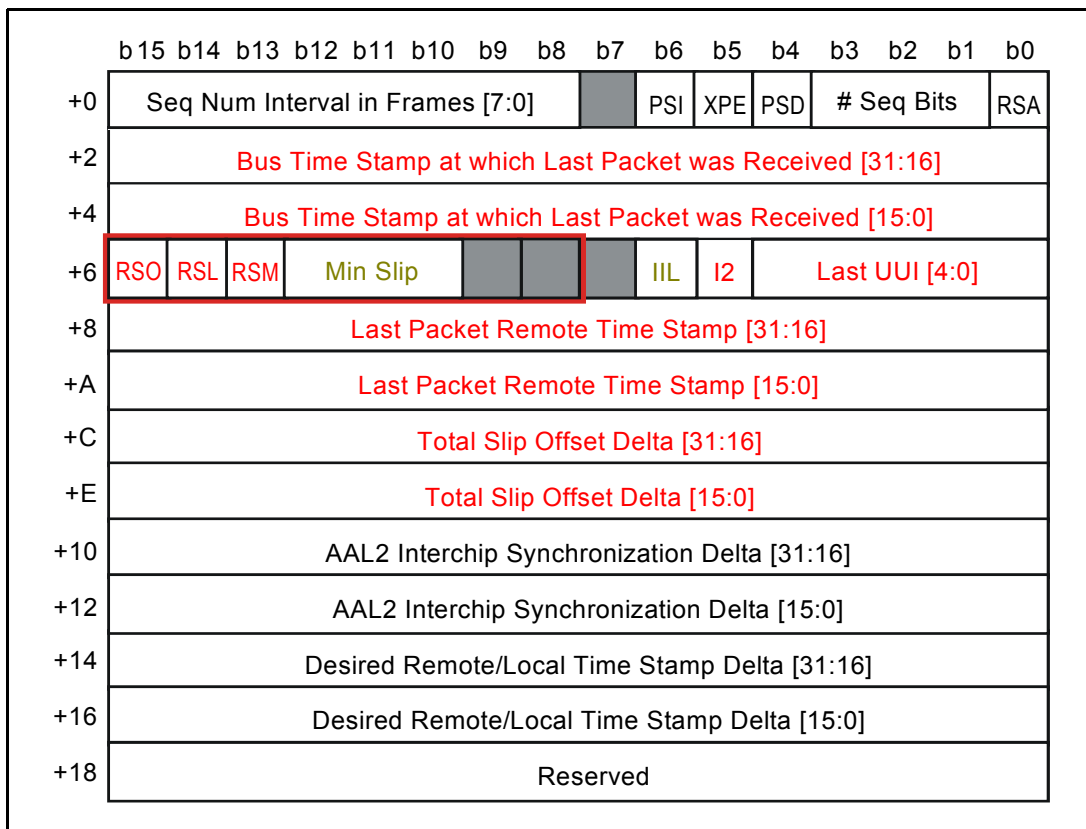 b15 b14 b13 b12 b11 b10 b9 b8 b7 b6 b5 b4 b3 b2 b1 b0
+0 Seq Num Interval in Frames [7:0] PSI XPE PSD # Seq Bits RSA
+2 Bus Time Stamp at which Last Packet was Received [31:16]
+4 Bus Time Stamp at which Last Packet was Received [15:0]
+6 RSO RSL RSM Min Slip IIL I2 Last UUI [4:0]
+8 Last Packet Remote Time Stamp [31:16]
+A Last Packet Remote Time Stamp [15:0]
+C Total Slip Offset Delta [31:16]
+E Total Slip Offset Delta [15:0]
+10 AAL2 Interchip Synchronization Delta [31:16]
+12 AAL2 Interchip Synchronization Delta [15:0]
+14 Desired Remote/Local Time Stamp Delta [31:16]
+16 Desired Remote/Local Time Stamp Delta [15:0]
+18 Reserved